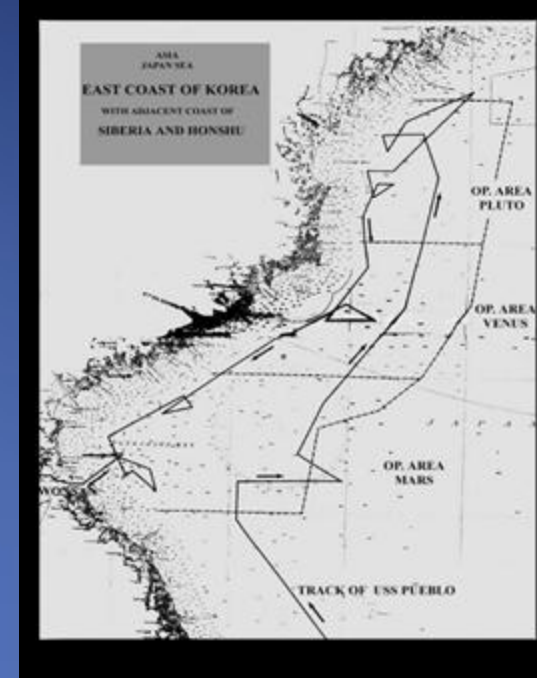 ASIA
JAPAN SEA
EAST COAST OF KOREA
WITH ADJACENT COAST OF
SIBERIA AND HONSHU
OP. AREA
PLUTO
OP. AREA
VENUS
J A P A
OP. AREA
MARS
TRACK OF USS PUEBLO